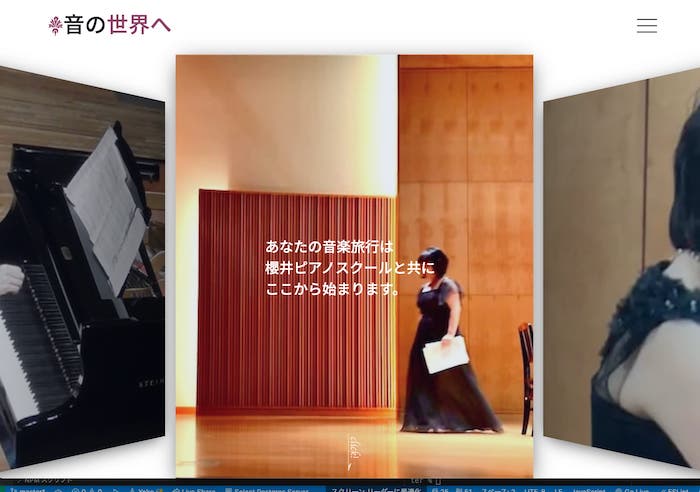 音の世界へ
あなたの音楽旅行は
櫻井ピアノスクールと共に
ここから始まります。
click!